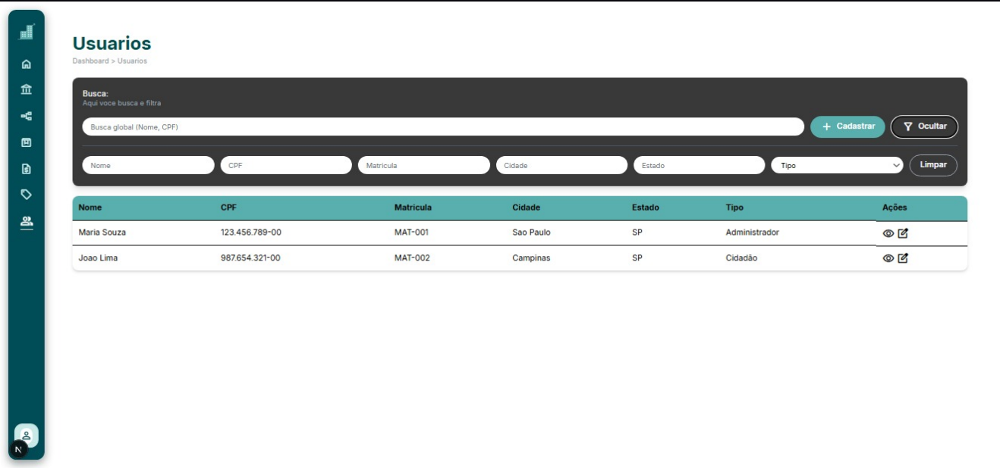 Usuarios
Dashboard > Usuarios
Busca:
Aqui voce busca e filtra
Busca global (Nome, CPF)
+ Cadastrar
Ocultar
Nome
CPF
Matricula
Cidade
Estado
Tipo
Limpar
Nome CPF Matricula Cidade Estado Tipo Ações
Maria Souza 123.456.789-00 MAT-001 Sao Paulo SP Administrador
Joao Lima 987.654.321-00 MAT-002 Campinas SP Cidadão
N